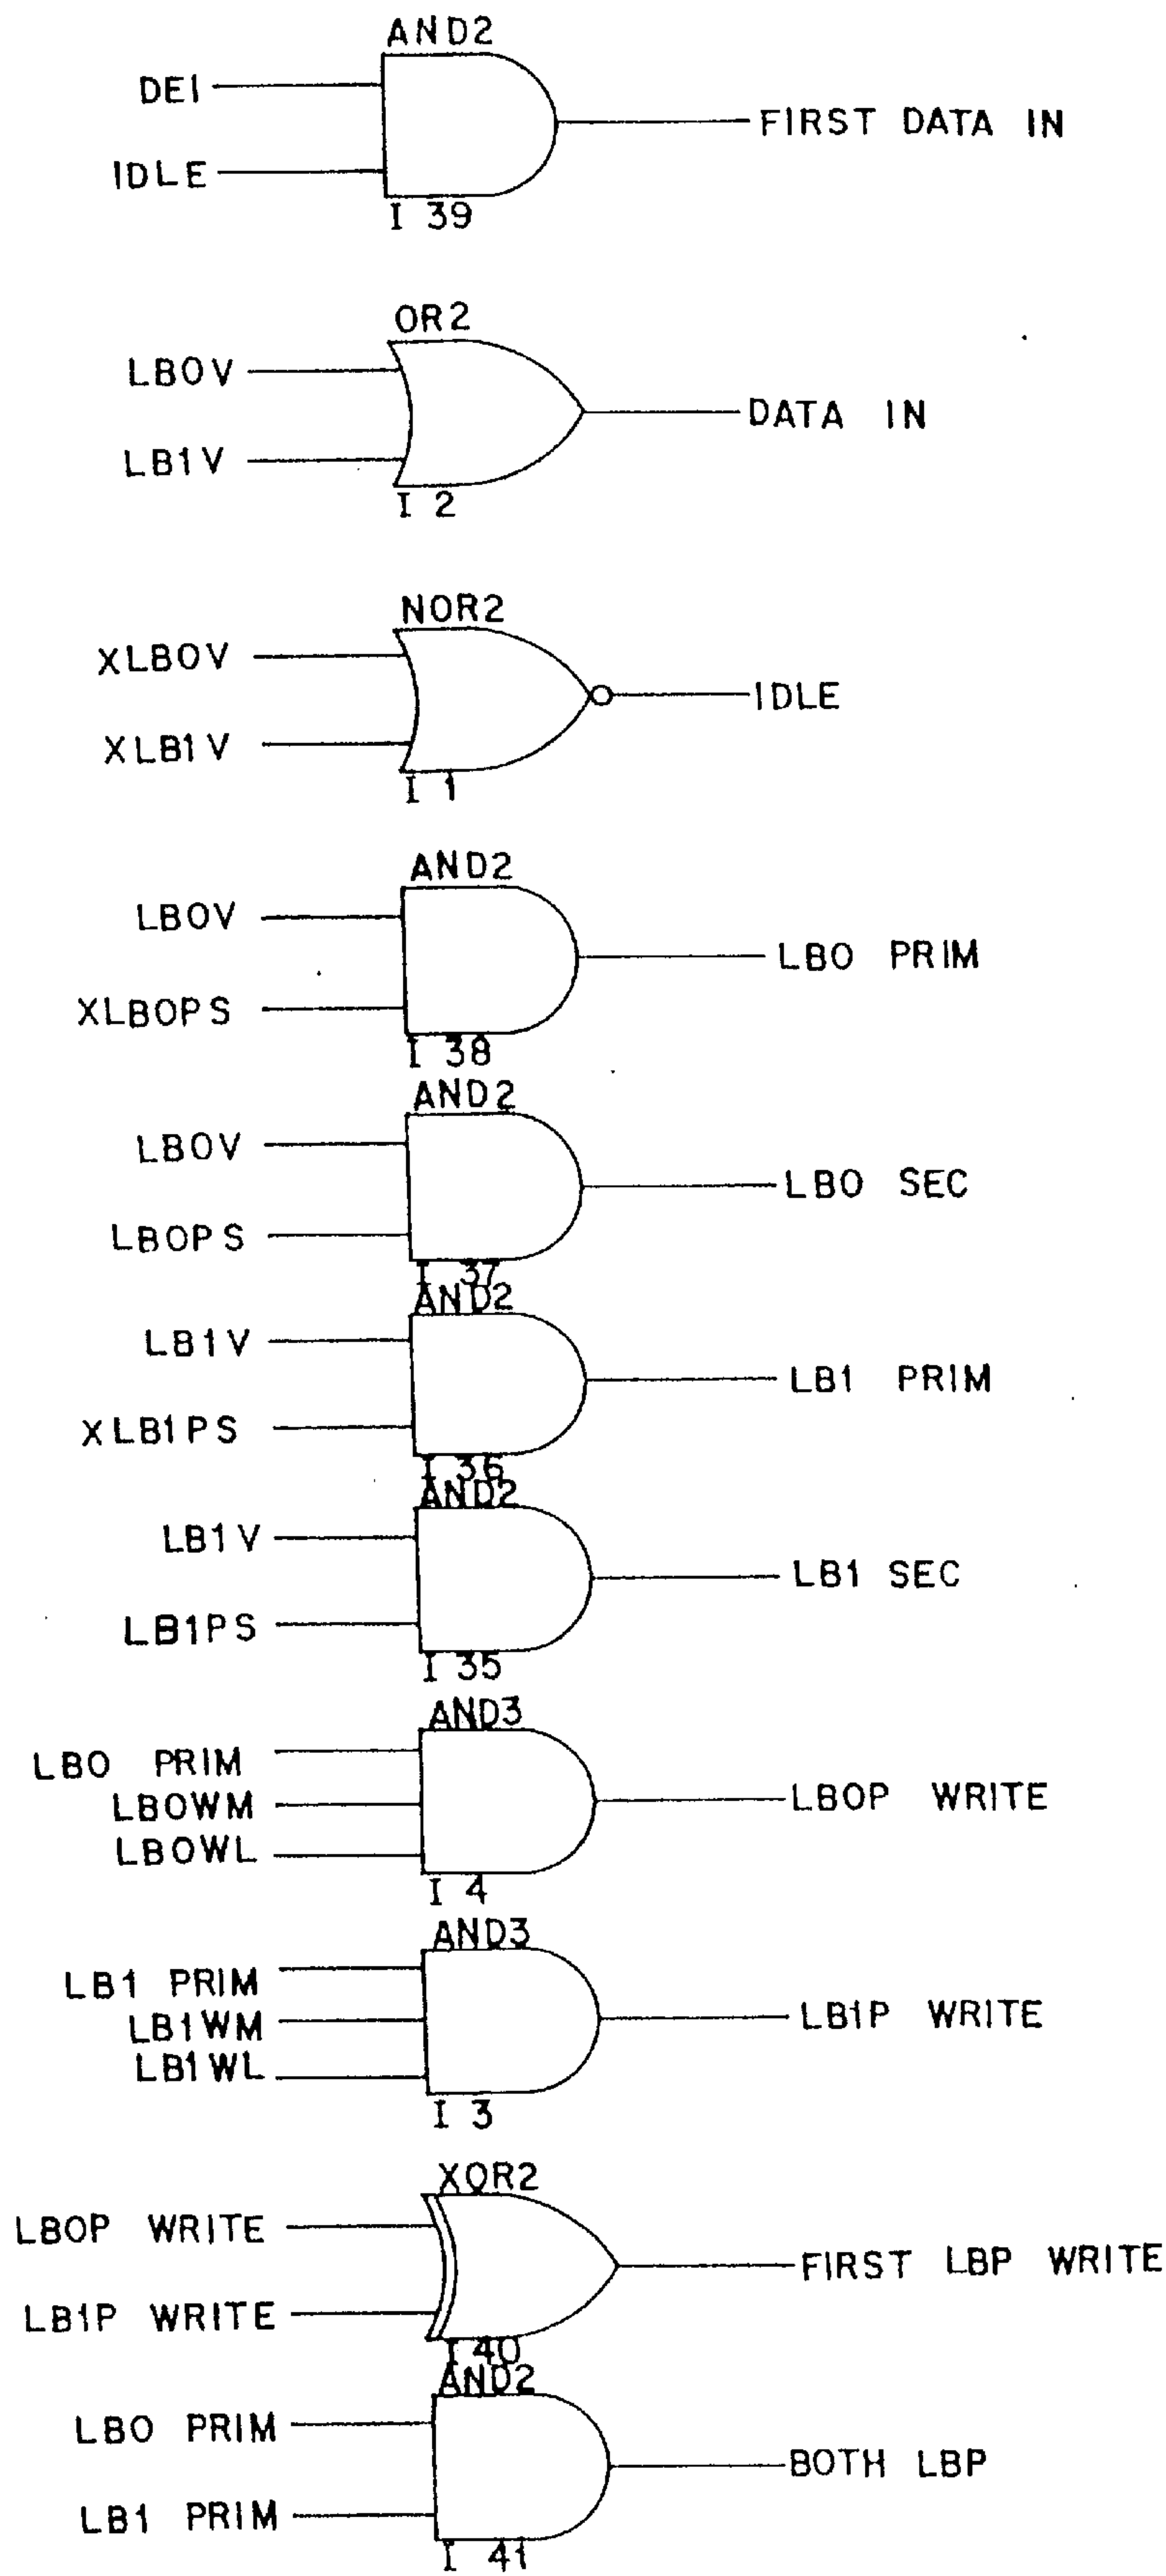 AND2
DEI
FIRST DATA IN
IDLE
I 39
OR2
LB0V
DATA IN
LB1V
I 2
NOR2
XLB0V
IDLE
XLB1V
I 1
AND2
LB0V
LB0 PRIM
XLB0PS
I 38
AND2
LB0V
LB0 SEC
LB0PS
I 37
AND2
LB1V
LB1 PRIM
XLB1PS
I 36
AND2
LB1V
LB1 SEC
LB1PS
I 35
AND3
LB0 PRIM
LB0WM
LB0P WRITE
LB0WL
I 4
AND3
LB1 PRIM
LB1WM
LB1P WRITE
LB1WL
I 3
XOR2
LB0P WRITE
FIRST LBP WRITE
LB1P WRITE
I 40
AND2
LB0 PRIM
BOTH LBP
LB1 PRIM
I 41